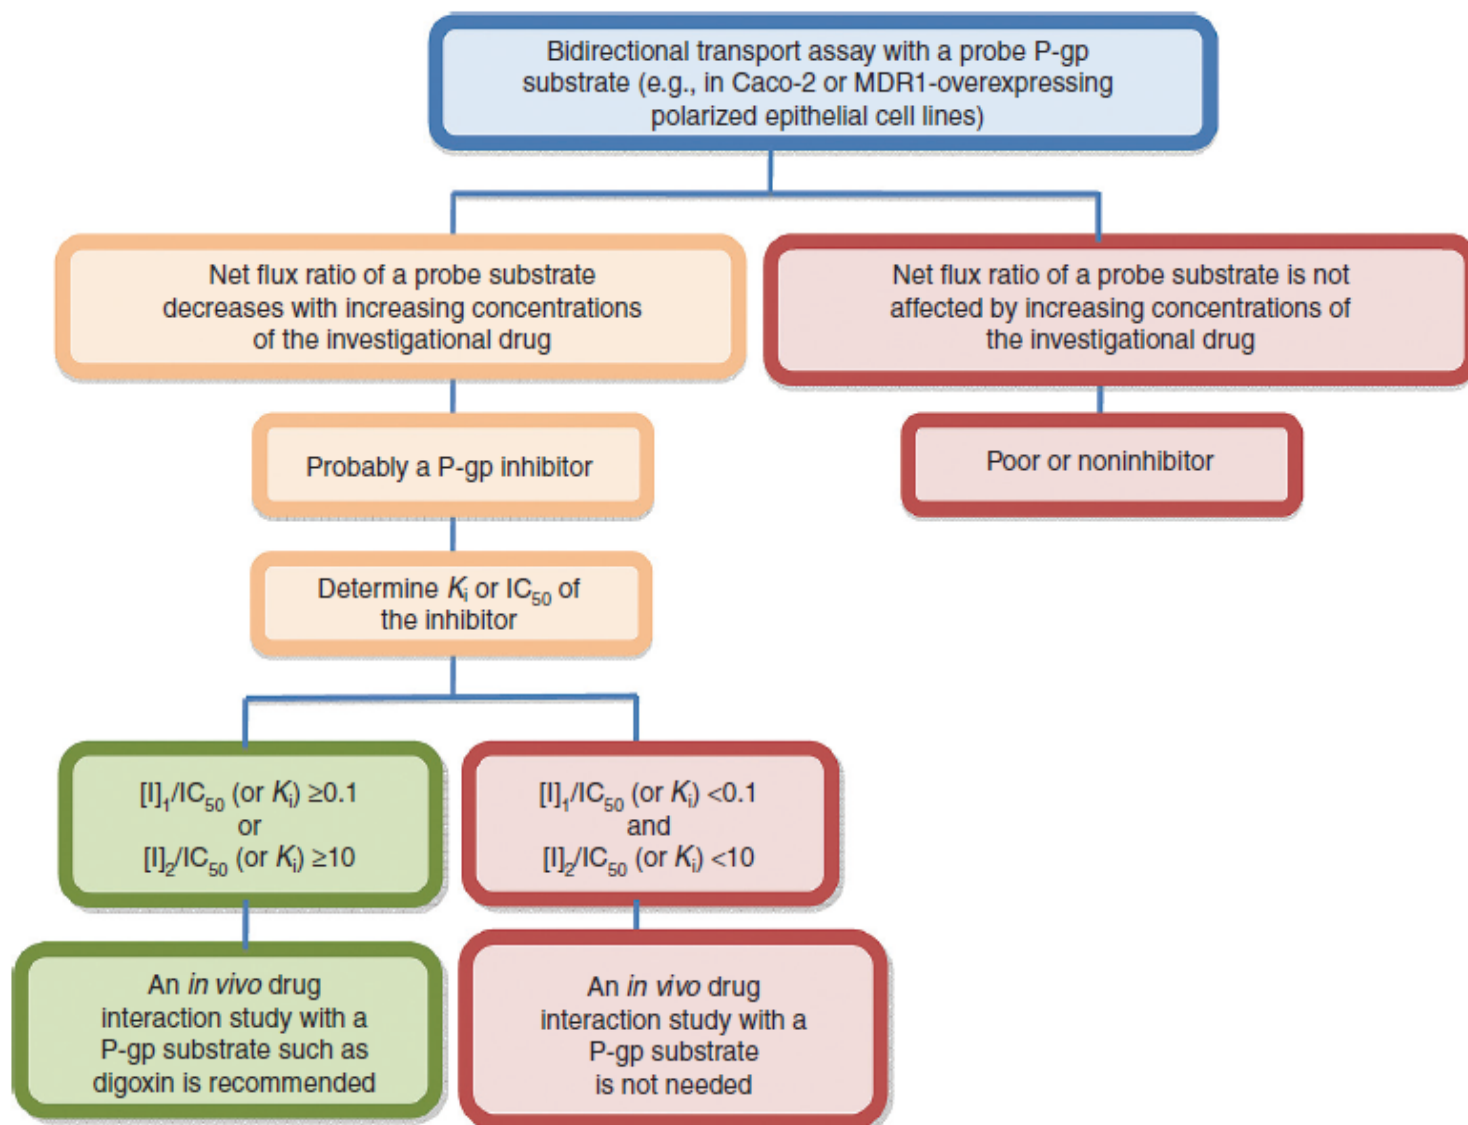 Bidirectional transport assay with a probe P-gp
substrate (e.g., in Caco-2 or MDR1-overexpressing
polarized epithelial cell lines)
Net flux ratio of a probe substrate
decreases with increasing concentrations
of the investigational drug
Net flux ratio of a probe substrate is not
affected by increasing concentrations of
the investigational drug
Probably a P-gp inhibitor
Poor or noninhibitor
Determine Kᵢ or IC₅₀ of
the inhibitor
[I]₁/IC₅₀ (or Kᵢ) ≥0.1
or
[I]₂/IC₅₀ (or Kᵢ) ≥10
[I]₁/IC₅₀ (or Kᵢ) <0.1
and
[I]₂/IC₅₀ (or Kᵢ) <10
An in vivo drug
interaction study with a
P-gp substrate such as
digoxin is recommended
An in vivo drug
interaction study with a
P-gp substrate
is not needed